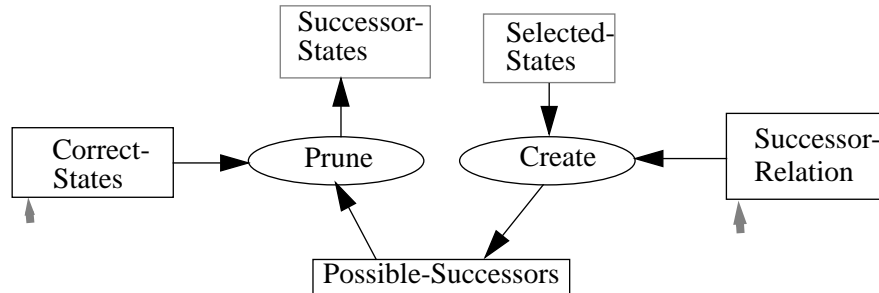 Successor-
States
Selected-
States
Correct-
States
Prune
Create
Successor-
Relation
Possible-Successors